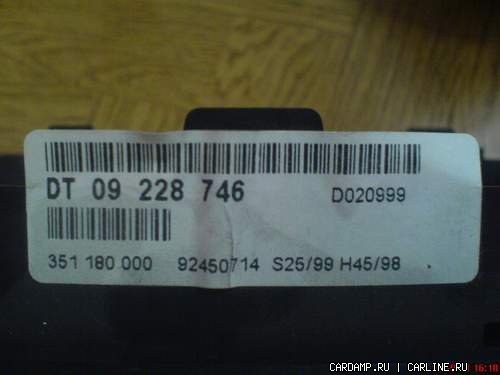 DT 09 228 746 D020999
351 180 000 92450714 S25/99 H45/98
CARDAMP.RU | CARLINE.RU 16:18